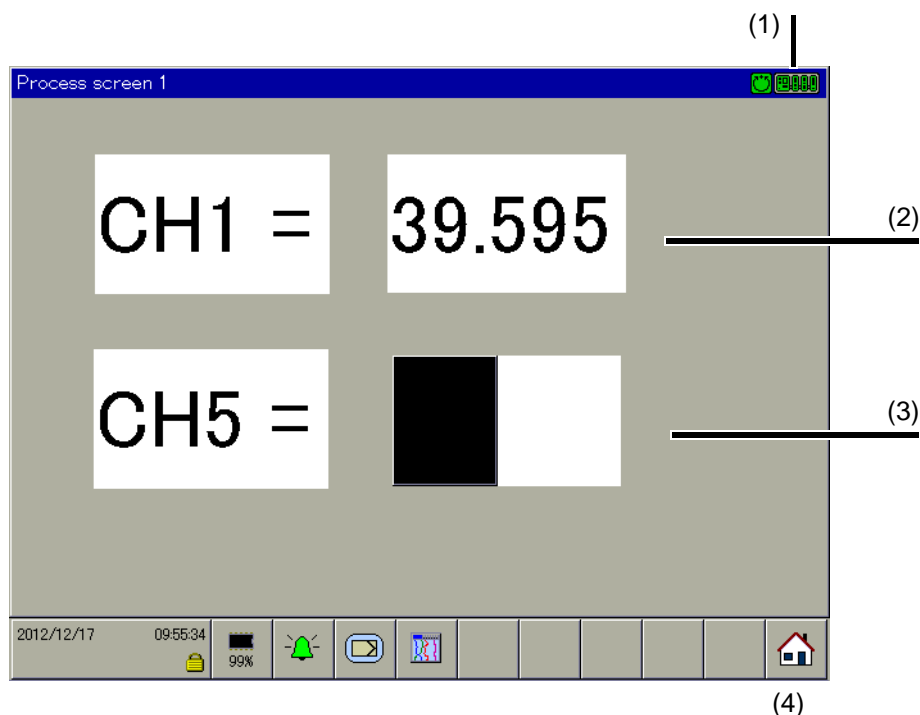 (1)
Process screen 1
CH1 = 39.595
(2)
CH5 =
(3)
2012/12/17 09:55:34
99%
(4)